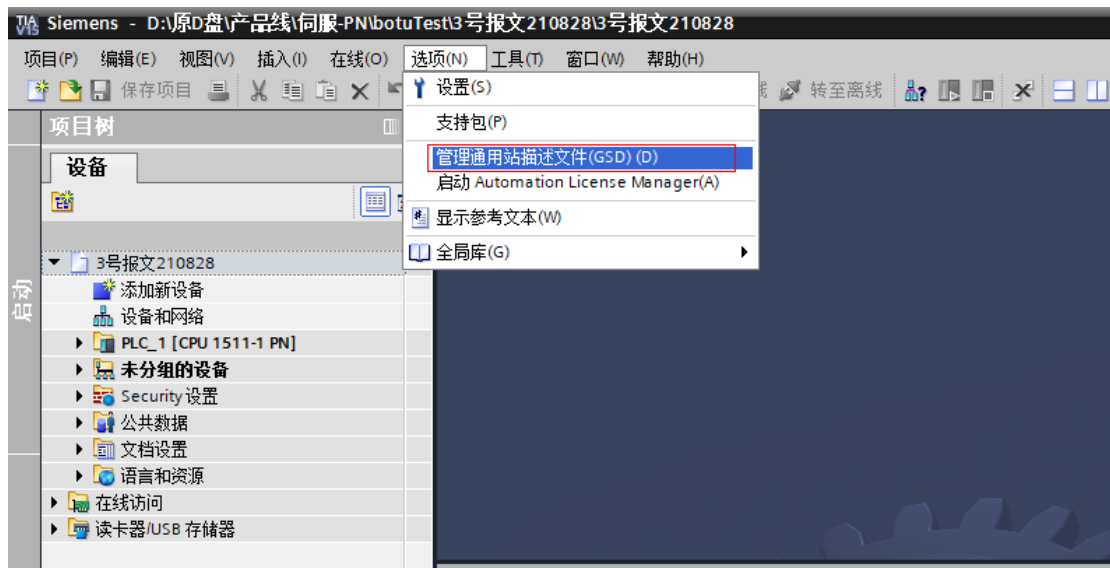 TIA V15 Siemens - D:\原D盘\产品线\伺服-PN\botuTest\3号报文210828\3号报文210828
项目(P) 编辑(E) 视图(V) 插入(I) 在线(O) 选项(N) 工具(T) 窗口(W) 帮助(H)
保存项目 转至离线
设置(S)
支持包(P)
管理通用站描述文件(GSD) (D)
启动 Automation License Manager(A)
显示参考文本(W)
全局库(G)
项目树
设备
启动
3号报文210828
添加新设备
设备和网络
PLC_1 [CPU 1511-1 PN]
未分组的设备
Security 设置
公共数据
文档设置
语言和资源
在线访问
读卡器/USB 存储器